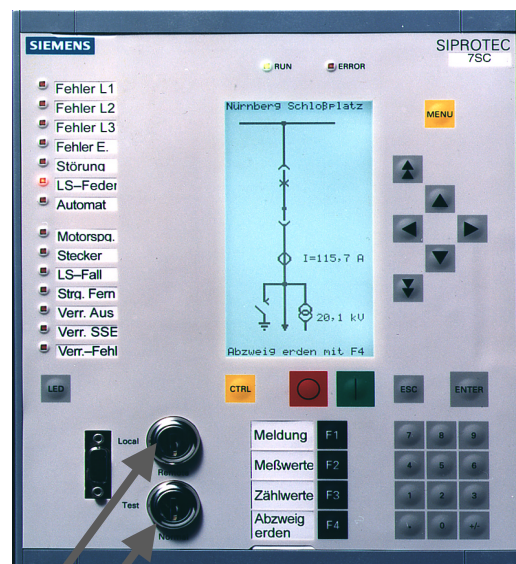 SIEMENS
SIPROTEC
7SC
RUN
ERROR
Fehler L1
Fehler L2
Fehler L3
Fehler E.
Störung
LS–Feder
Automat
Motorspg.
Stecker
LS–Fall
Strg. Fern
Verr. Aus
Verr. SSE
Verr.–Fehl
Nürnberg Schloßplatz
I=115,7 A
20,1 kV
Abzweig erden mit F4
MENU
LED
CTRL
ESC
ENTER
Local
Test
Meldung F1
Meßwerte F2
Zählwerte F3
Abzweig
erden F4
7 8 9
4 5 6
1 2 3
. 0 +/-